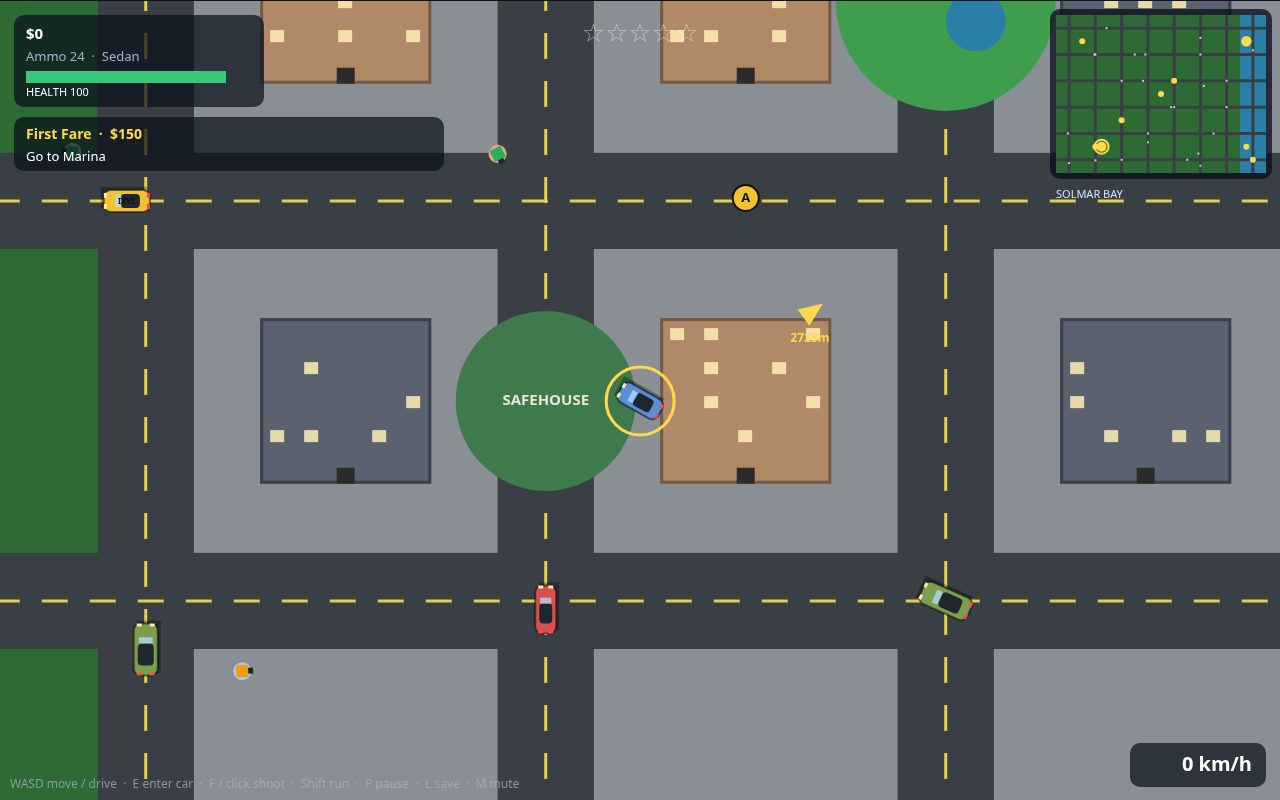 $0
Ammo 24 · Sedan
HEALTH 100
First Fare · $150
Go to Marina
SOLMAR BAY
TAXI
A
SAFEHOUSE
WASD move / drive · E enter car · F / click shoot · Shift run · P pause · L save · M mute
0 km/h